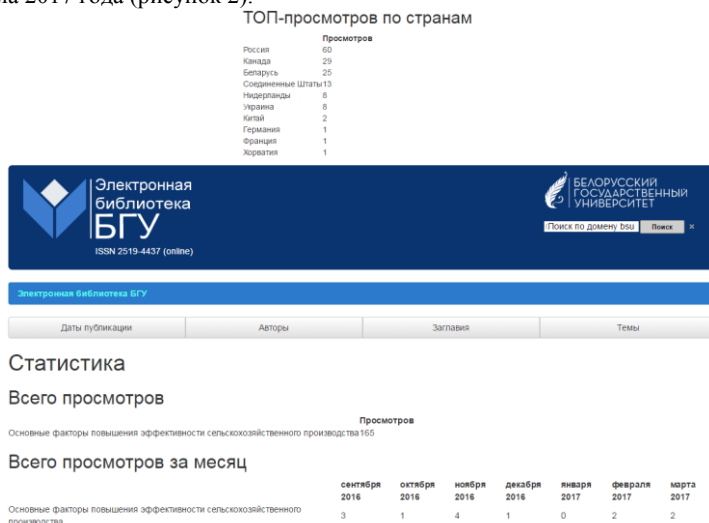 2017 года (рисунок 2).
ТОП-просмотров по странам
Просмотров
Россия 60
Канада 29
Беларусь 25
Соединенные Штаты 13
Нидерланды 8
Украина 8
Китай 2
Германия 1
Франция 1
Хорватия 1
Электронная
библиотека
БГУ
ISSN 2519-4437 (online)
БЕЛОРУССКИЙ
ГОСУДАРСТВЕННЫЙ
УНИВЕРСИТЕТ
Поиск по домену bsu Поиск ×
Электронная библиотека БГУ
Даты публикации Авторы Заглавия Темы
Статистика
Всего просмотров
Просмотров
Основные факторы повышения эффективности сельскохозяйственного производства 165
Всего просмотров за месяц
сентября октября ноября декабря января февраля марта
2016 2016 2016 2016 2017 2017 2017
Основные факторы повышения эффективности сельскохозяйственного 3 1 4 1 0 2 2
производства